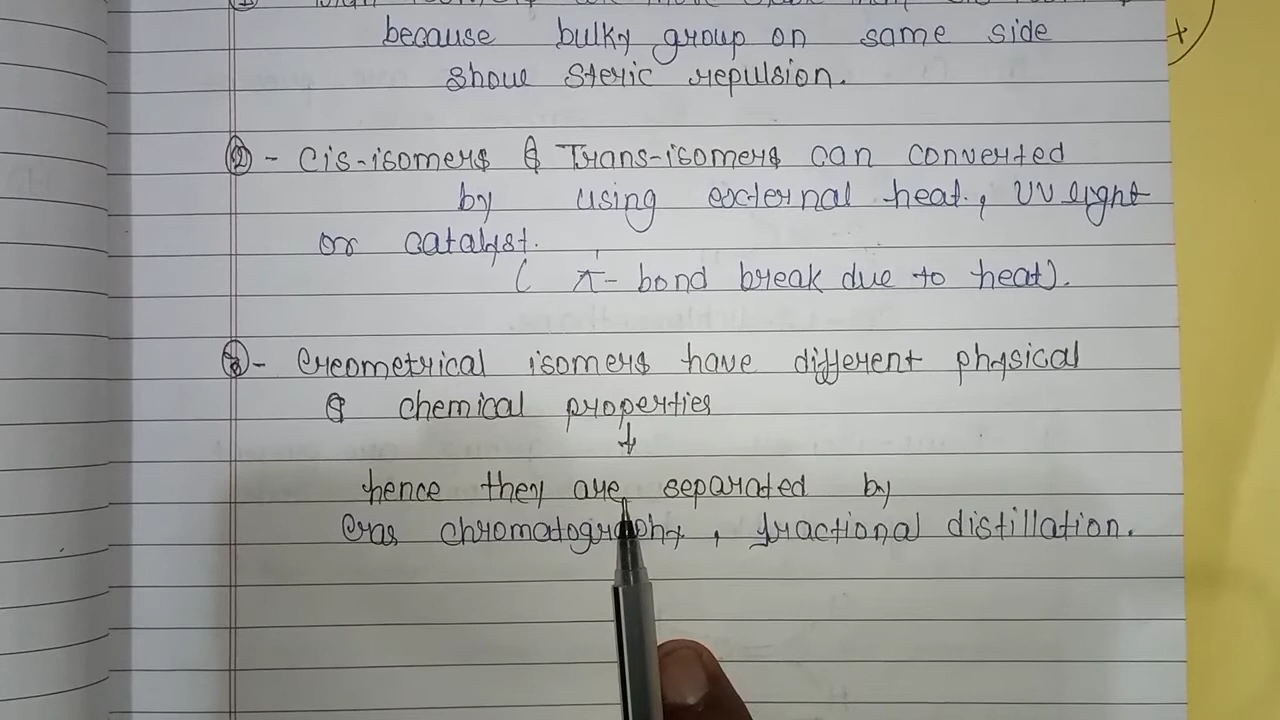 because bulky group on same side
show steric repulsion.
② - Cis-isomers & Trans-isomers can converted
by using external heat, UV light
or catalyst.
( π- bond break due to heat).
③ - Geometrical isomers have different physical
& chemical properties
↓
hence they are separated by
Gas chromatography, fractional distillation.
+